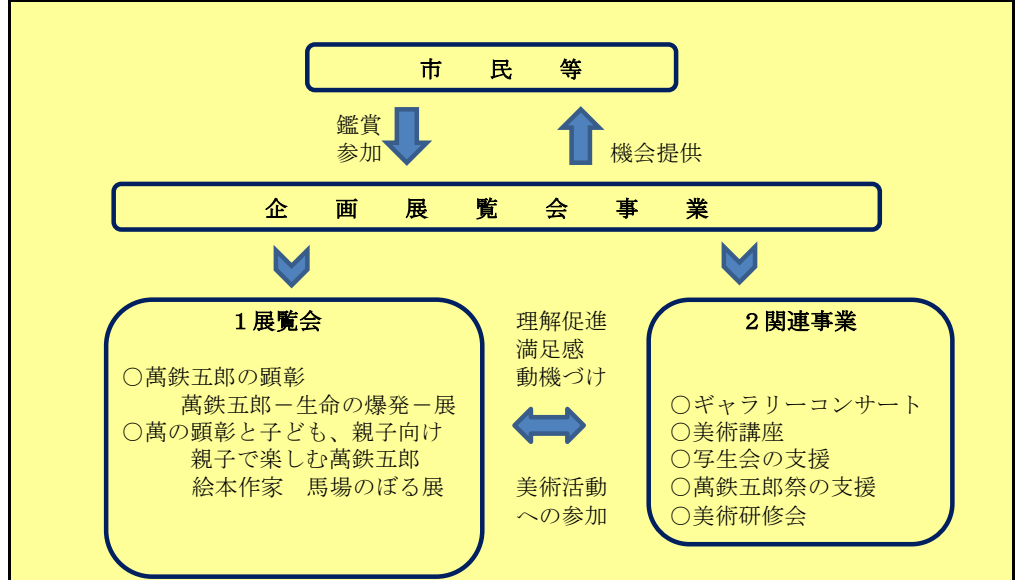 市　民　等
鑑賞
参加
機会提供
企　画　展　覧　会　事　業
１展覧会
○萬鉄五郎の顕彰
萬鉄五郎－生命の爆発－展
○萬の顕彰と子ども、親子向け
親子で楽しむ萬鉄五郎
絵本作家　馬場のぼる展
理解促進
満足感
動機づけ
美術活動
への参加
２関連事業
○ギャラリーコンサート
○美術講座
○写生会の支援
○萬鉄五郎祭の支援
○美術研修会